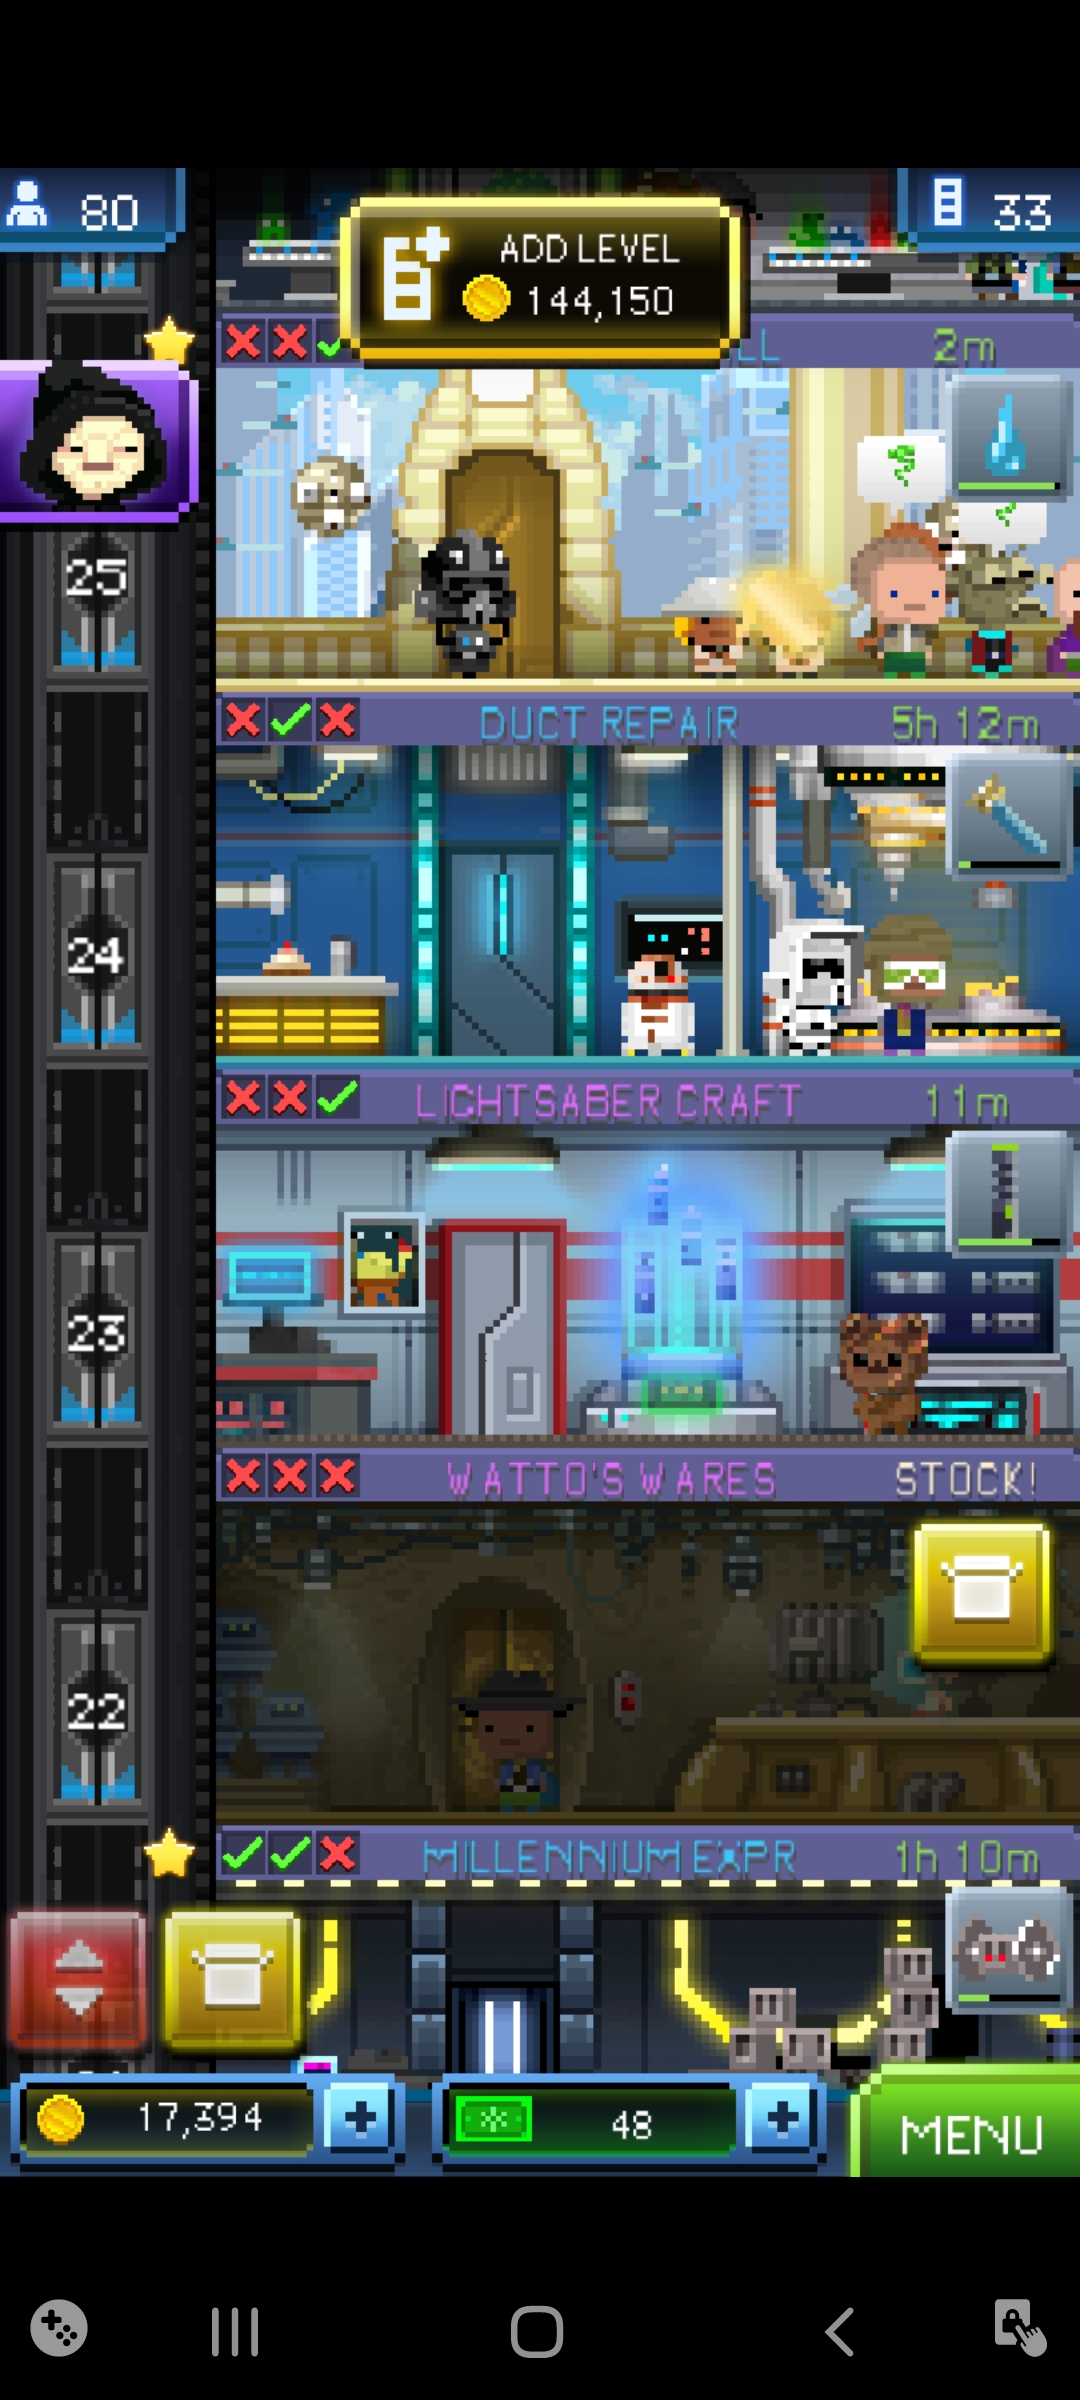 80
33
ADD LEVEL
144,150
LL
2m
25
DUCT REPAIR
5h 12m
24
LIGHTSABER CRAFT
11m
23
WATTO'S WARES
STOCK!
22
MILLENNIUM EXPR
1h 10m
17,394
48
MENU